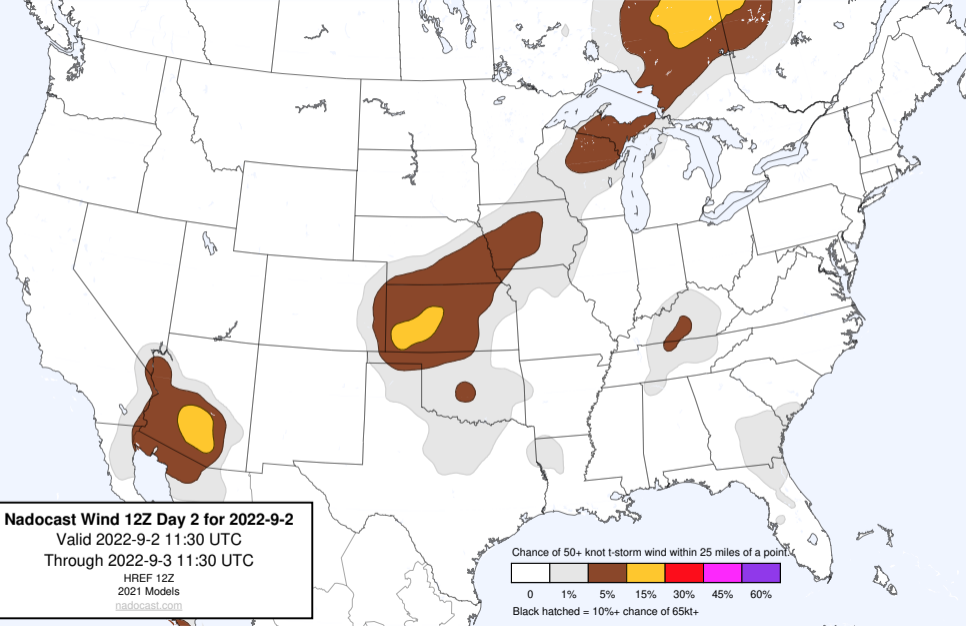 Nadocast Wind 12Z Day 2 for 2022-9-2
Valid 2022-9-2 11:30 UTC
Through 2022-9-3 11:30 UTC
HREF 12Z
2021 Models
nadocast.com
Chance of 50+ knot t-storm wind within 25 miles of a point.
0 1% 5% 15% 30% 45% 60%
Black hatched = 10%+ chance of 65kt+